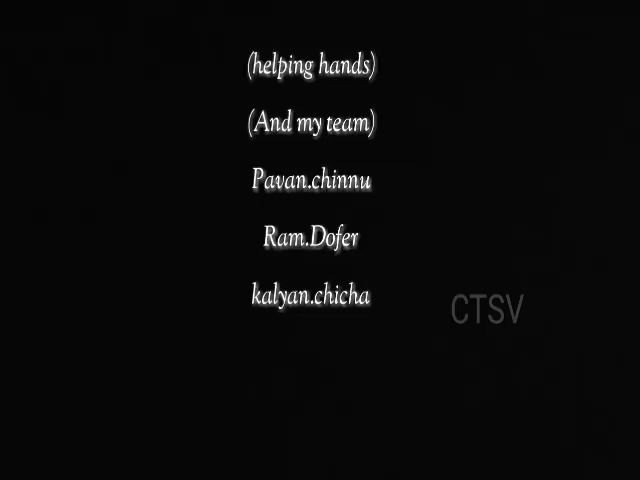 (helping hands)
(And my team)
Pavan.chinnu
Ram.Dofer
kalyan.chicha
CTSV